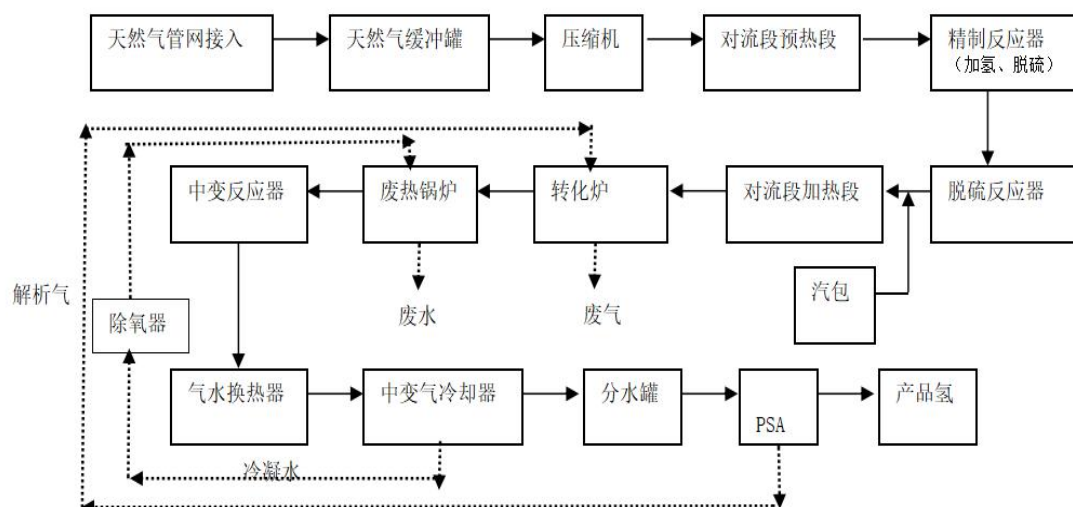 天然气管网接入
天然气缓冲罐
压缩机
对流段预热段
精制反应器
（加氢、脱硫）
中变反应器
废热锅炉
转化炉
对流段加热段
脱硫反应器
解析气
除氧器
废水
废气
汽包
气水换热器
中变气冷却器
分水罐
PSA
产品氢
冷凝水